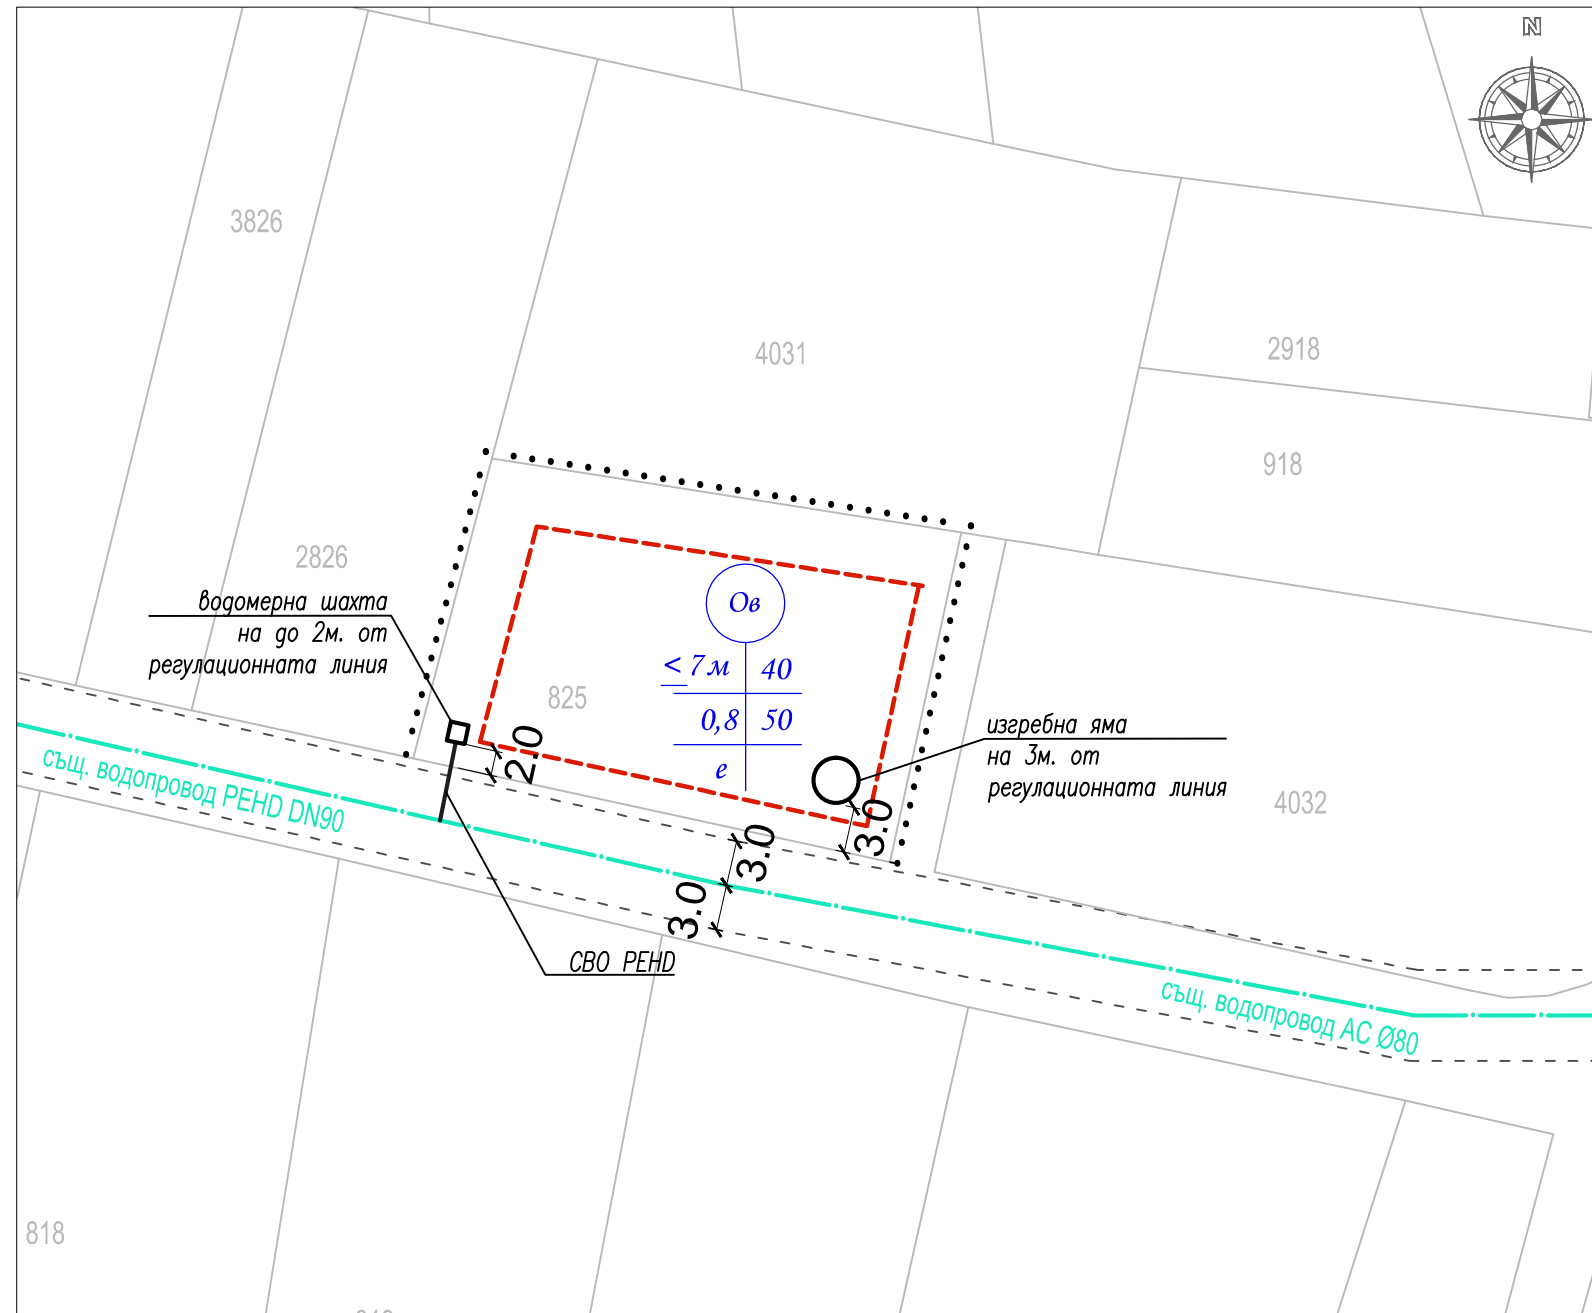 N
3826
4031
2918
918
2826
водомерна шахта
на до 2м. от
регулационната линия
Ов
< 7м 40
0,8 50
е
825
2.0
изгребна яма
на 3м. от
регулационната линия
4032
3.0
3.0
3.0
същ. водопровод PEHD DN90
СВО PEHD
същ. водопровод AC Ø80
818